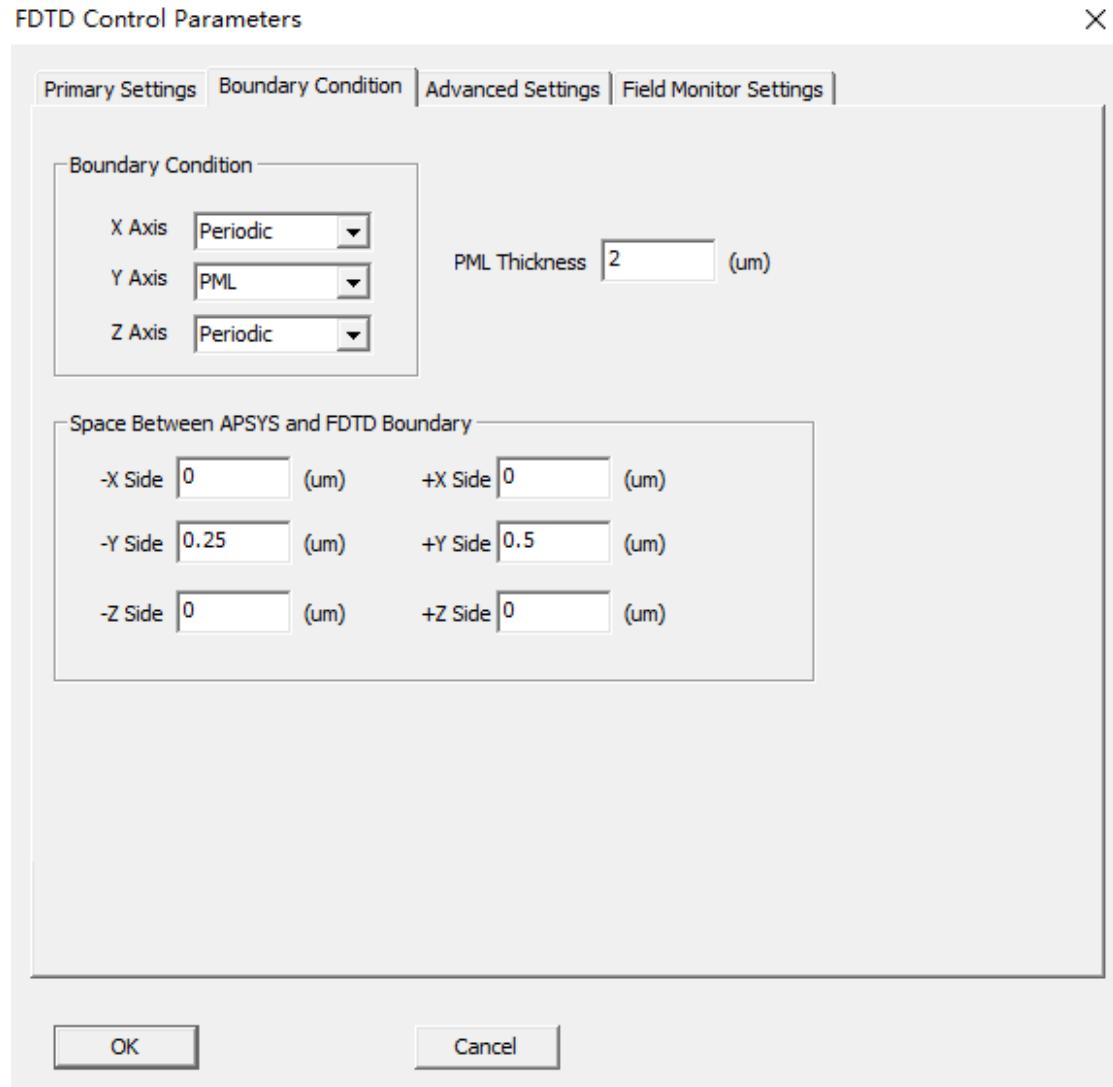 FDTD Control Parameters
Primary Settings Boundary Condition Advanced Settings Field Monitor Settings
Boundary Condition
X Axis Periodic
Y Axis PML
Z Axis Periodic
PML Thickness 2 (um)
Space Between APSYS and FDTD Boundary
-X Side 0 (um) +X Side 0 (um)
-Y Side 0.25 (um) +Y Side 0.5 (um)
-Z Side 0 (um) +Z Side 0 (um)
OK Cancel